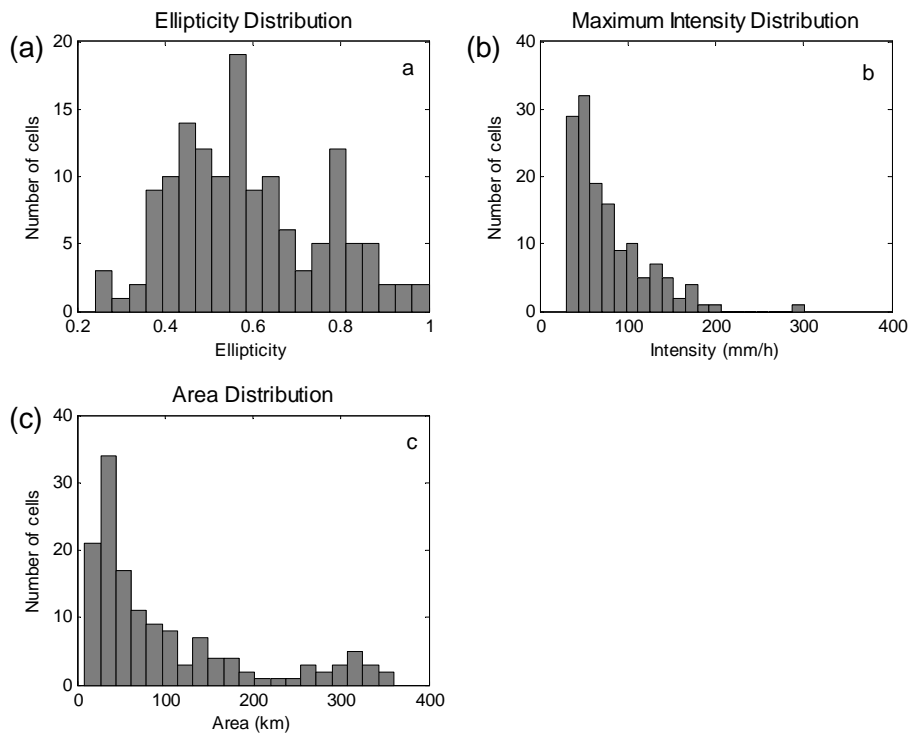 Ellipticity Distribution
(a)
a
20
15
10
5
0
Number of cells
0.2 0.4 0.6 0.8 1
Ellipticity
Maximum Intensity Distribution
(b)
b
40
30
20
10
0
Number of cells
0 100 200 300 400
Intensity (mm/h)
Area Distribution
(c)
c
40
30
20
10
0
Number of cells
0 100 200 300 400
Area (km)